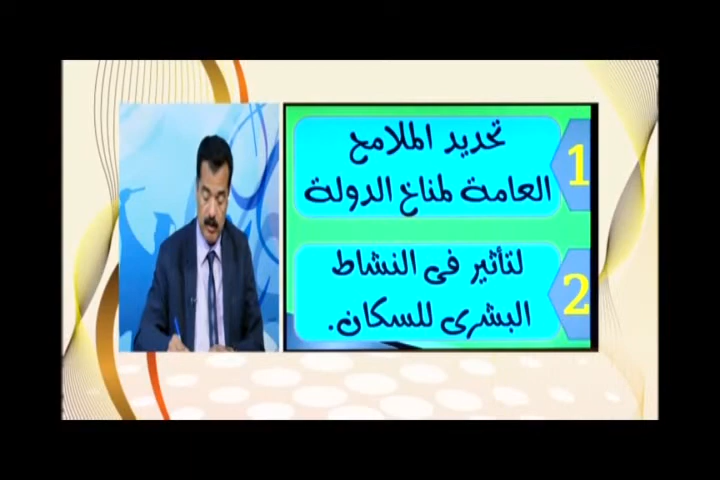 1
تحديد الملامح
العامة لمناخ الدولة
2
لتأثير فى النشاط
البشرى للسكان.